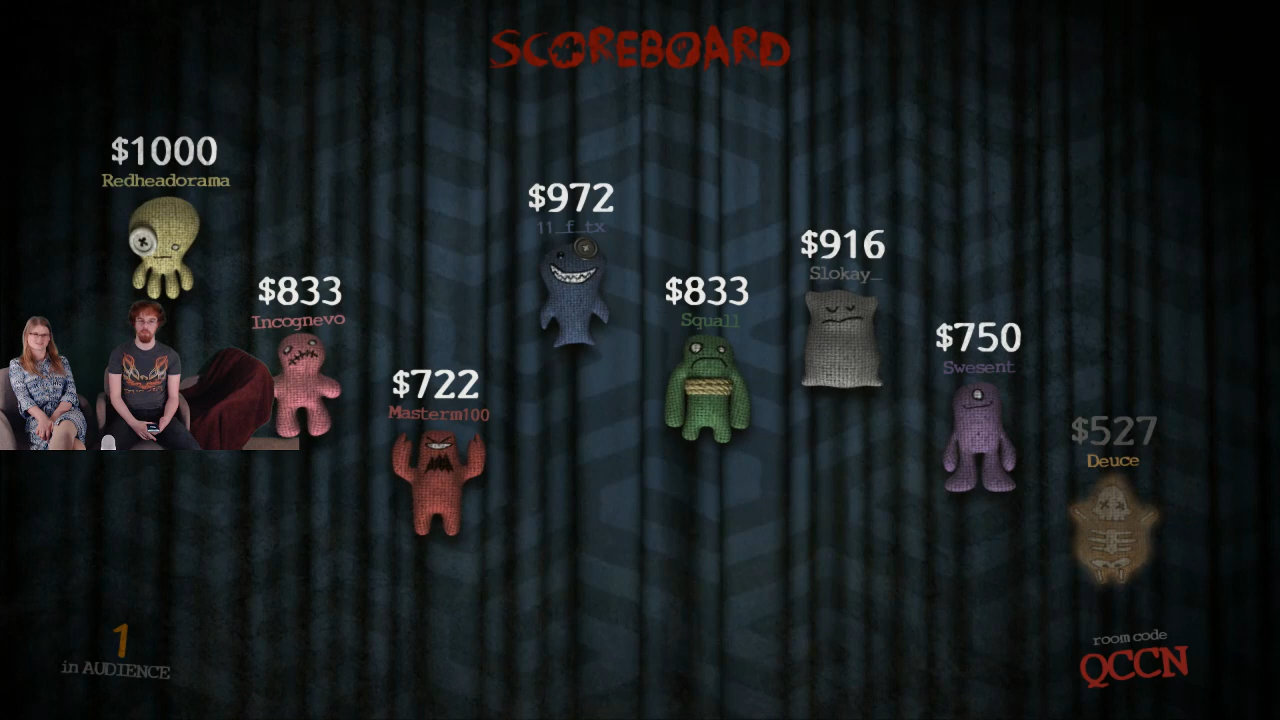 SCOREBOARD
$1000
Redheadorama
$972
11_f_tx
$916
Slokay_
$833
Incognevo
$833
Squall
$750
Swesent
$722
Masterm100
$527
Deuce
1
in AUDIENCE
room code
QCCN